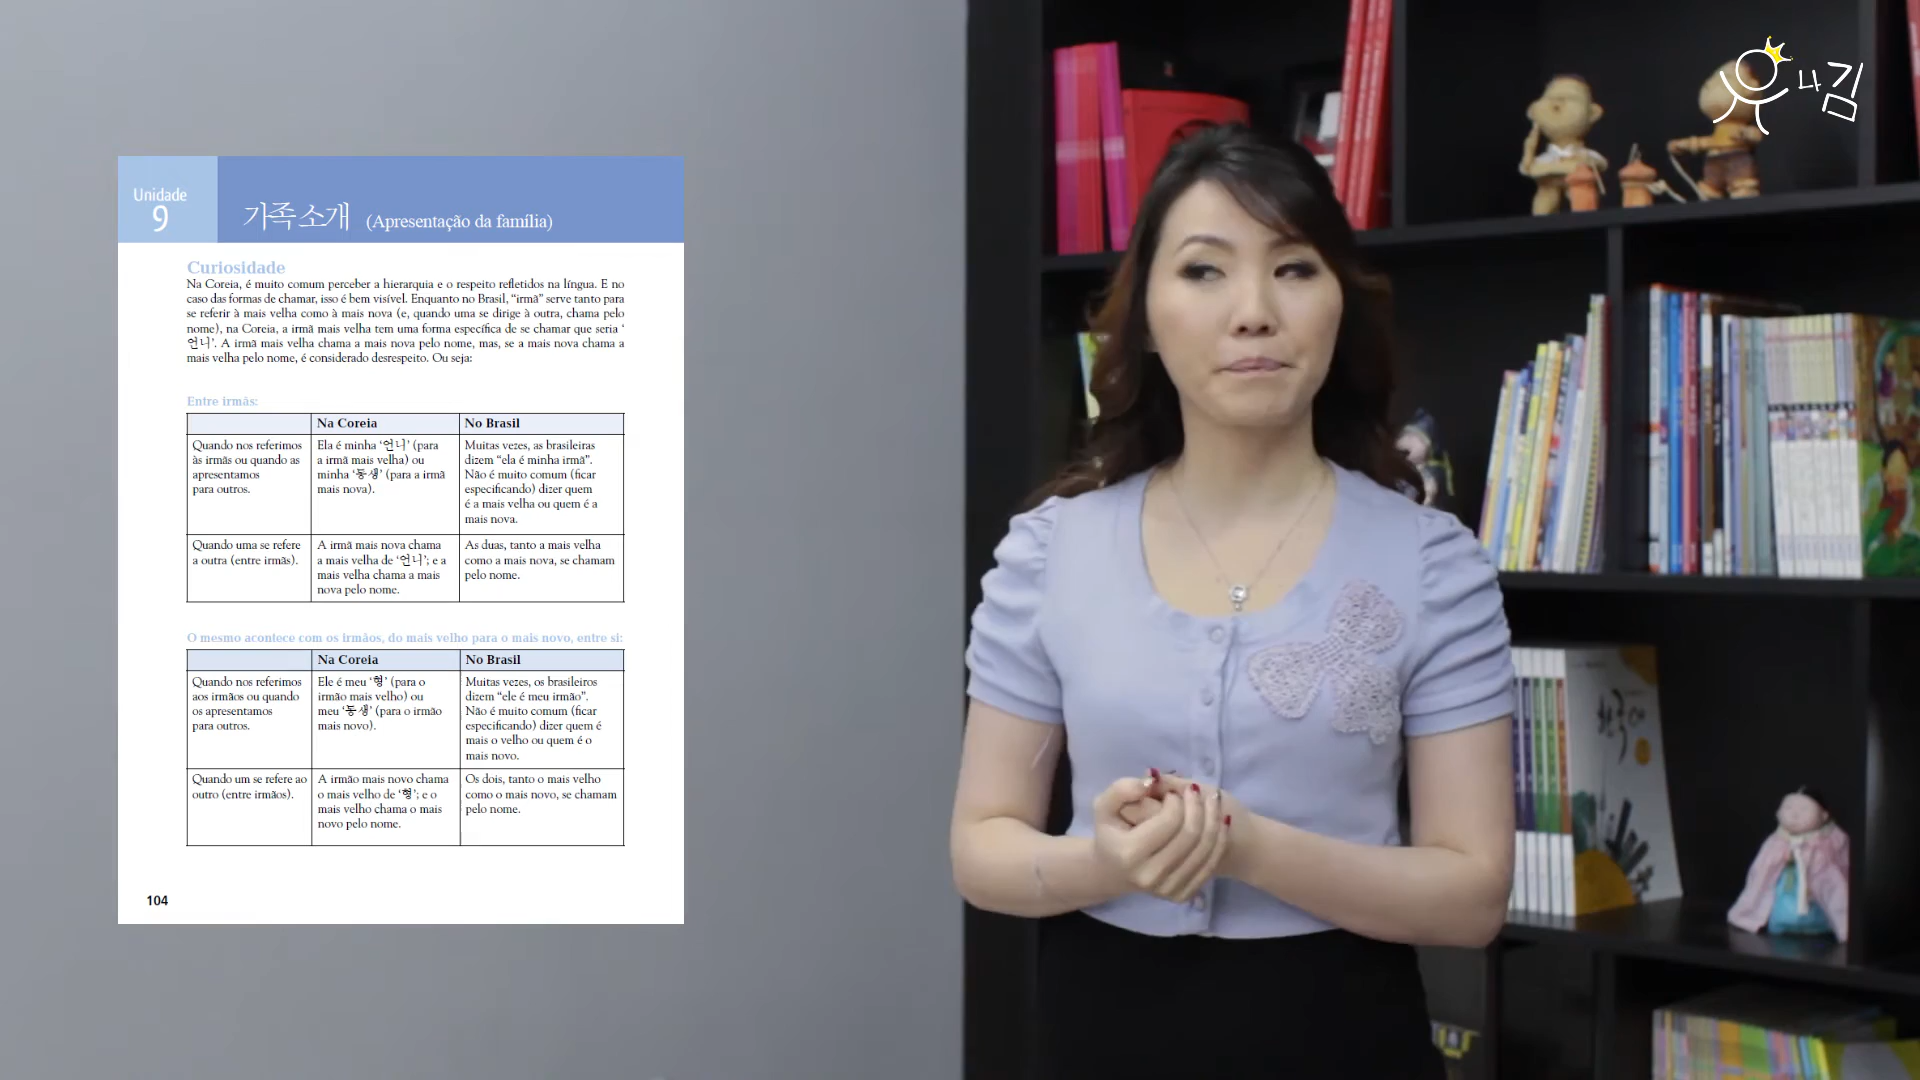 나김
Unidade
9
가족소개 (Apresentação da família)
Curiosidade
Na Coreia, é muito comum perceber a hierarquia e o respeito refletidos na língua. E no
caso das formas de chamar, isso é bem visível. Enquanto no Brasil, “irmã” serve tanto para
se referir à mais velha como à mais nova (e, quando uma se dirige à outra, chama pelo
nome), na Coreia, a irmã mais velha tem uma forma específica de se chamar que seria ‘
언니’. A irmã mais velha chama a mais nova pelo nome, mas, se a mais nova chama a
mais velha pelo nome, é considerado desrespeito. Ou seja:
Entre irmãs:
Na Coreia
No Brasil
Quando nos referimos
às irmãs ou quando as
apresentamos
para outros.
Ela é minha ‘언니’ (para
a irmã mais velha) ou
minha ‘동생’ (para a irmã
mais nova).
Muitas vezes, as brasileiras
dizem “ela é minha irmã”.
Não é muito comum (ficar
especificando) dizer quem
é a mais velha ou quem é a
mais nova.
Quando uma se refere
a outra (entre irmãs).
A irmã mais nova chama
a mais velha de ‘언니’; e a
mais velha chama a mais
nova pelo nome.
As duas, tanto a mais velha
como a mais nova, se chamam
pelo nome.
O mesmo acontece com os irmãos, do mais velho para o mais novo, entre si:
Na Coreia
No Brasil
Quando nos referimos
aos irmãos ou quando
os apresentamos
para outros.
Ele é meu ‘형’ (para o
irmão mais velho) ou
meu ‘동생’ (para o irmão
mais novo).
Muitas vezes, os brasileiros
dizem “ele é meu irmão”.
Não é muito comum (ficar
especificando) dizer quem é
mais o velho ou quem é o
mais novo.
Quando um se refere ao
outro (entre irmãos).
A irmão mais novo chama
o mais velho de ‘형’; e o
mais velho chama o mais
novo pelo nome.
Os dois, tanto o mais velho
como o mais novo, se chamam
pelo nome.
104
한국어